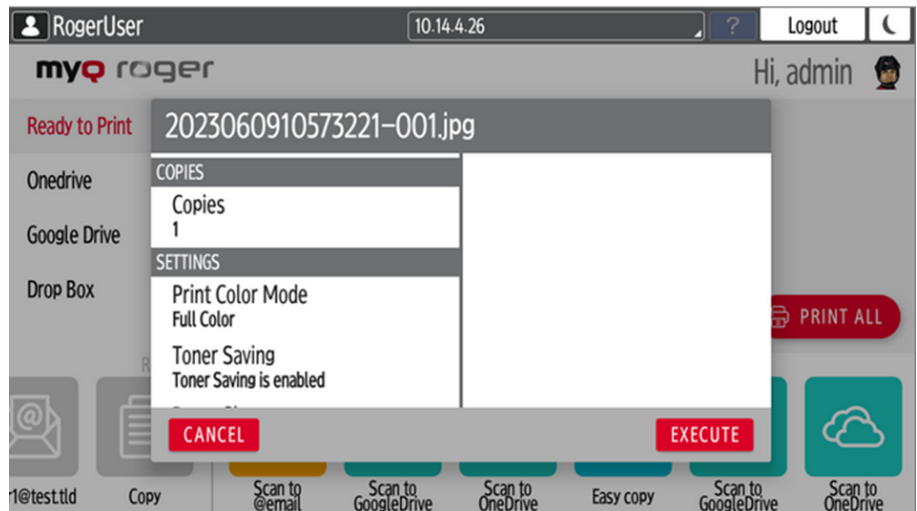 RogerUser
10.14.4.26
?
Logout
myQ roger
Hi, admin
Ready to Print
20230609105732​21-001.jpg
Onedrive
COPIES
Copies
1
Google Drive
SETTINGS
Drop Box
Print Color Mode
Full Color
PRINT ALL
Toner Saving
Toner Saving is enabled
CANCEL
EXECUTE
r1@test.tld
Copy
Scan to
@email
Scan to
GoogleDrive
Scan to
OneDrive
Easy copy
Scan to
GoogleDrive
Scan to
OneDrive